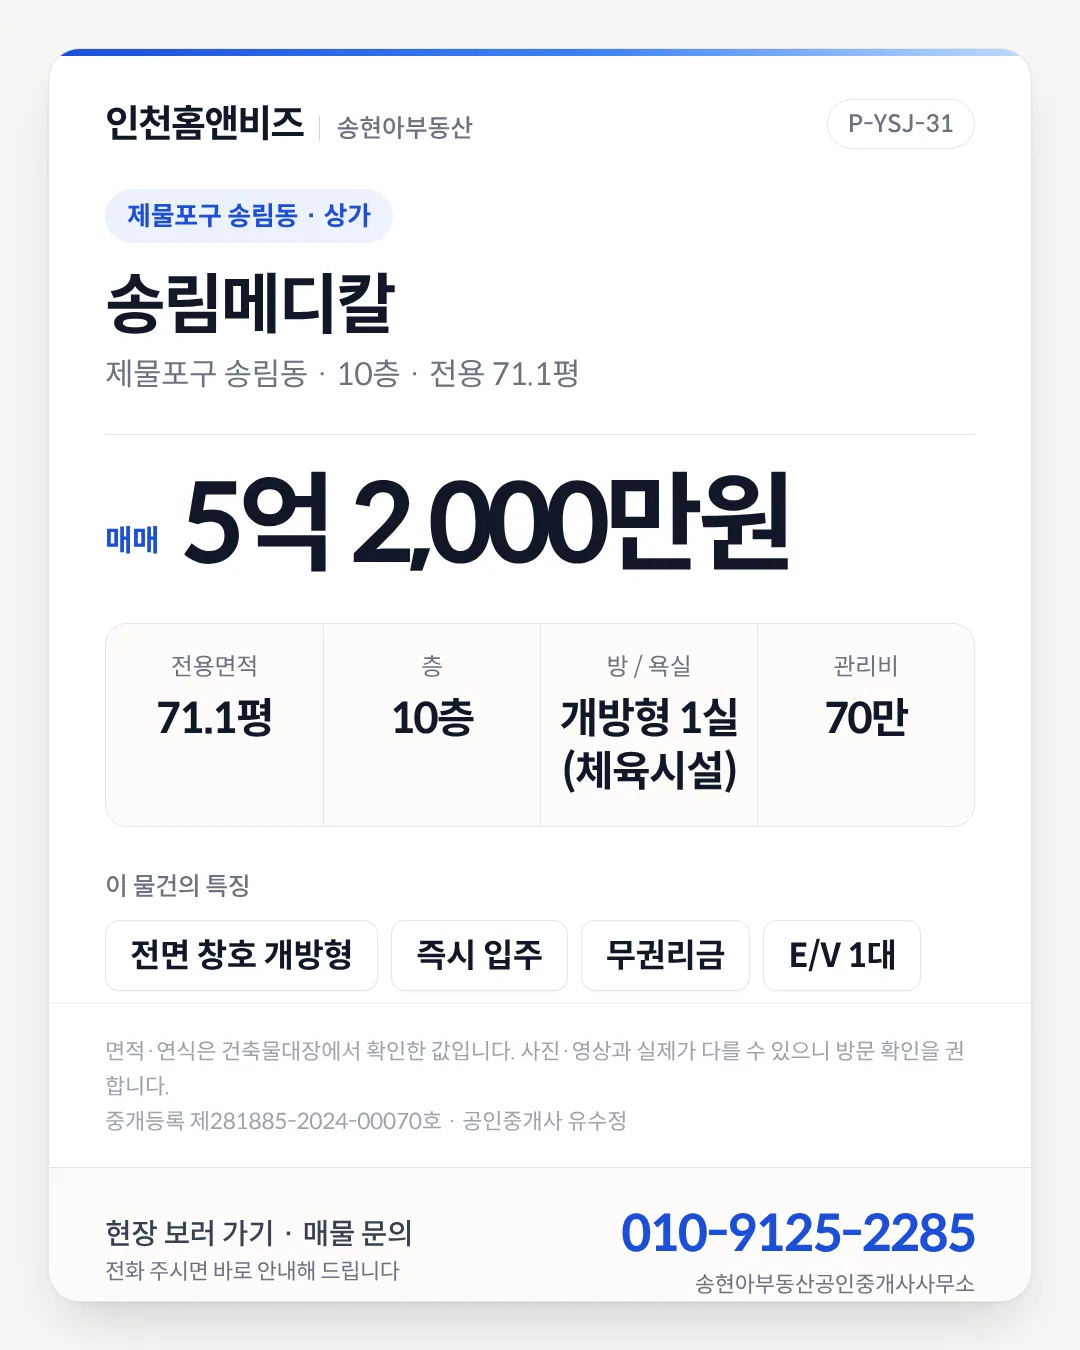 인천홈앤비즈 송현아부동산
P-YSJ-31
제물포구 송림동 · 상가
송림메디칼
제물포구 송림동 · 10층 · 전용 71.1평
매매 5억 2,000만원
전용면적
71.1평
층
10층
방 / 욕실
개방형 1실
(체육시설)
관리비
70만
이 물건의 특징
전면 창호 개방형
즉시 입주
무권리금
E/V 1대
면적·연식은 건축물대장에서 확인한 값입니다. 사진·영상과 실제가 다를 수 있으니 방문 확인을 권
합니다.
중개등록 제281885-2024-00070호 · 공인중개사 유수정
현장 보러 가기 · 매물 문의
전화 주시면 바로 안내해 드립니다
010-9125-2285
송현아부동산공인중개사사무소